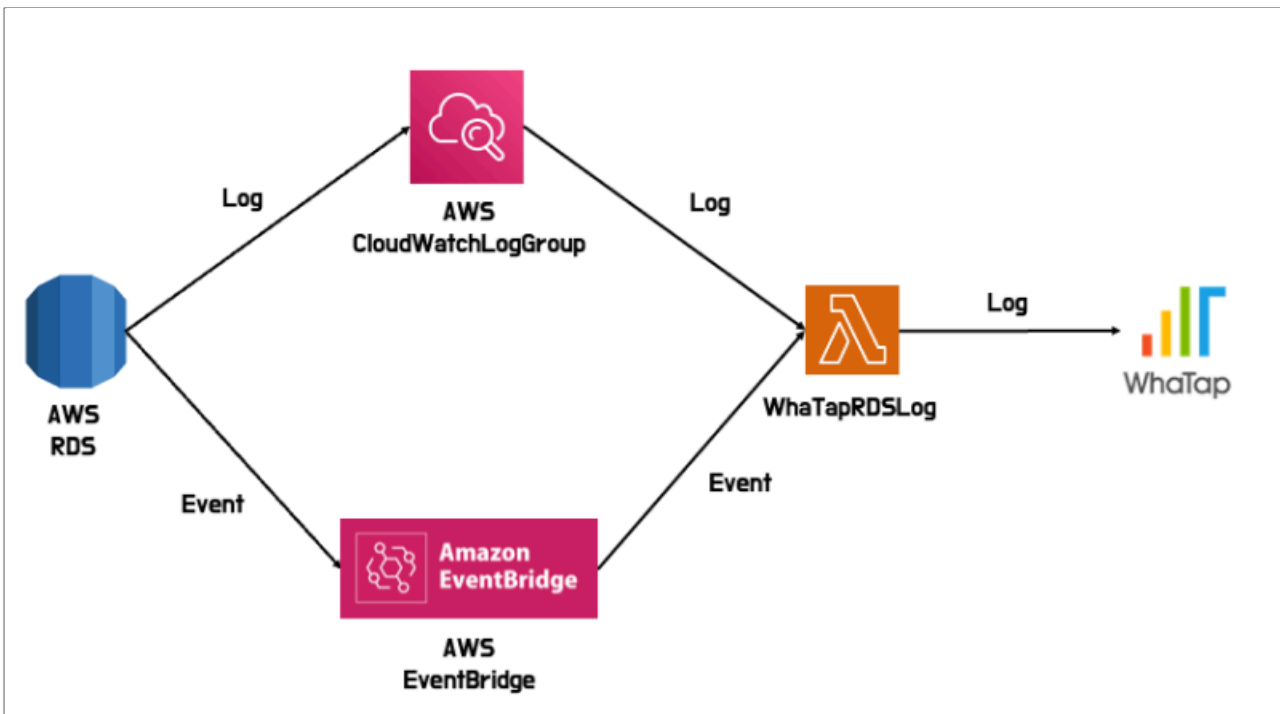 AWS
CloudWatchLogGroup
Log
Log
AWS
RDS
Log
WhaTapRDSLog
WhaTap
Event
Event
Amazon
EventBridge
AWS
EventBridge